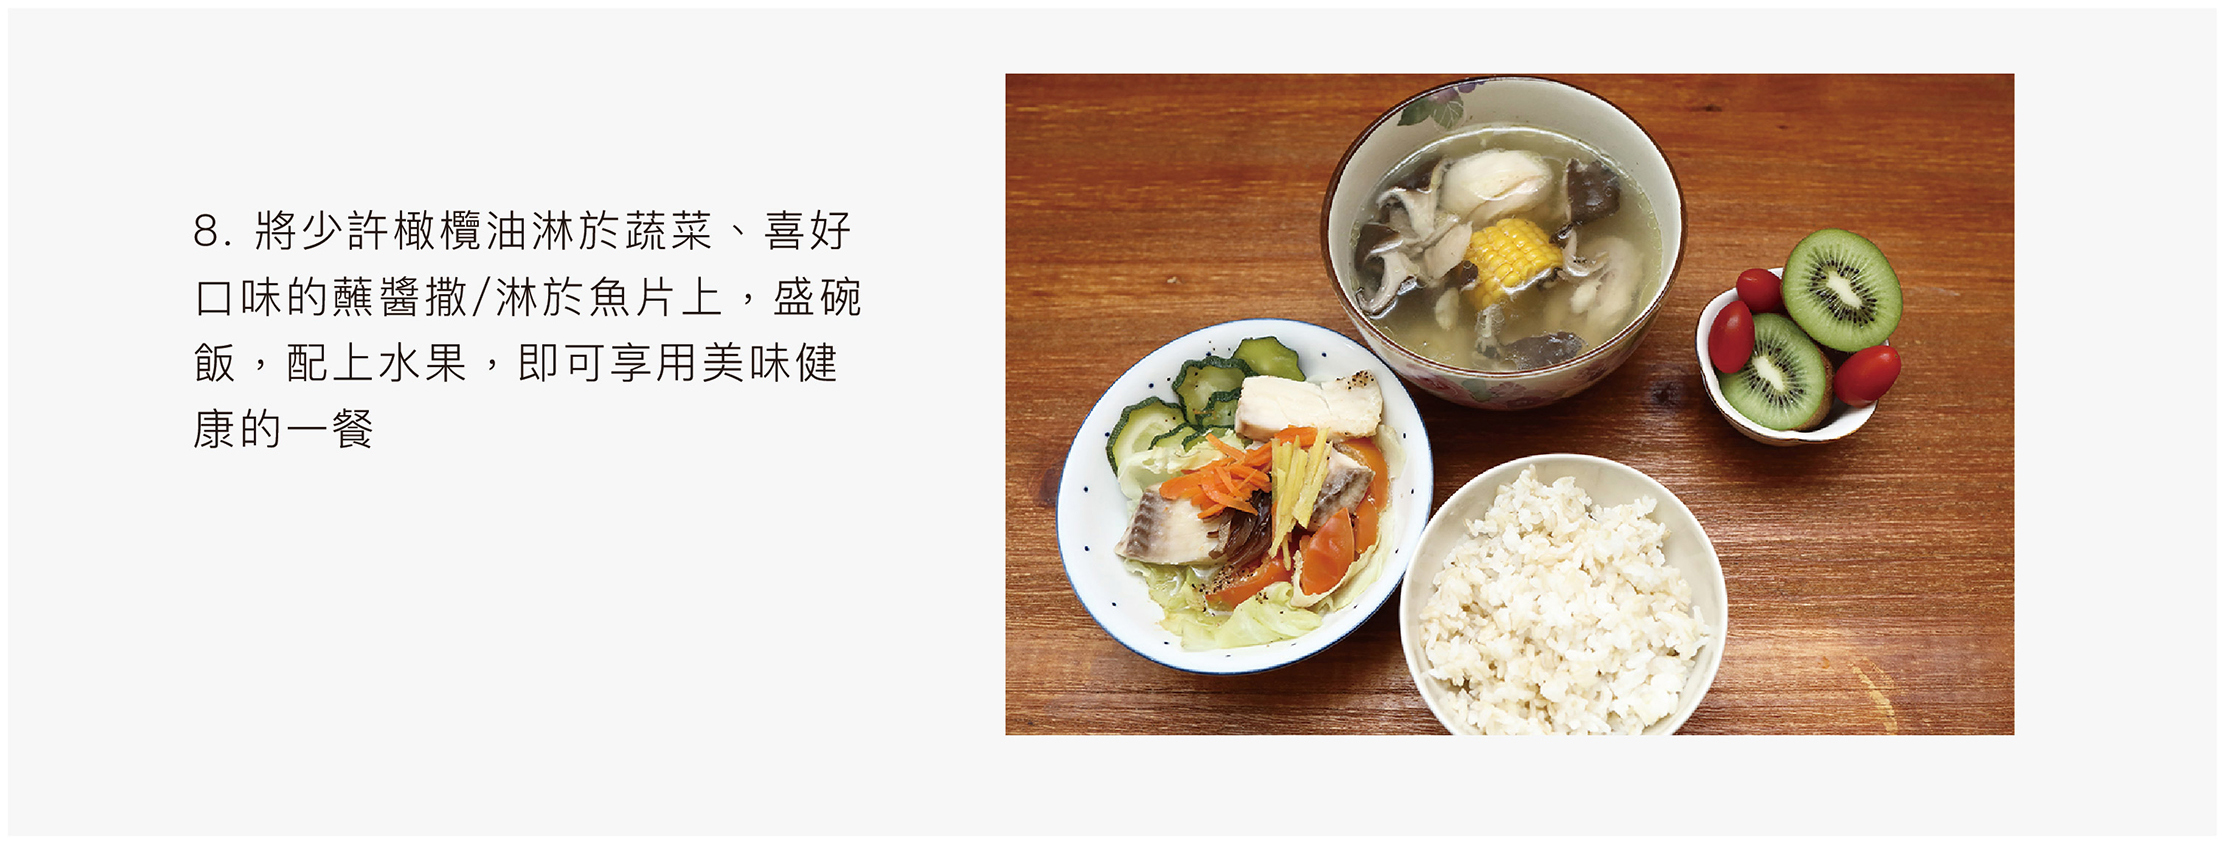 8. 將少許橄欖油淋於蔬菜、喜好
口味的蘸醬撒/淋於魚片上，盛碗
飯，配上水果，即可享用美味健
康的一餐